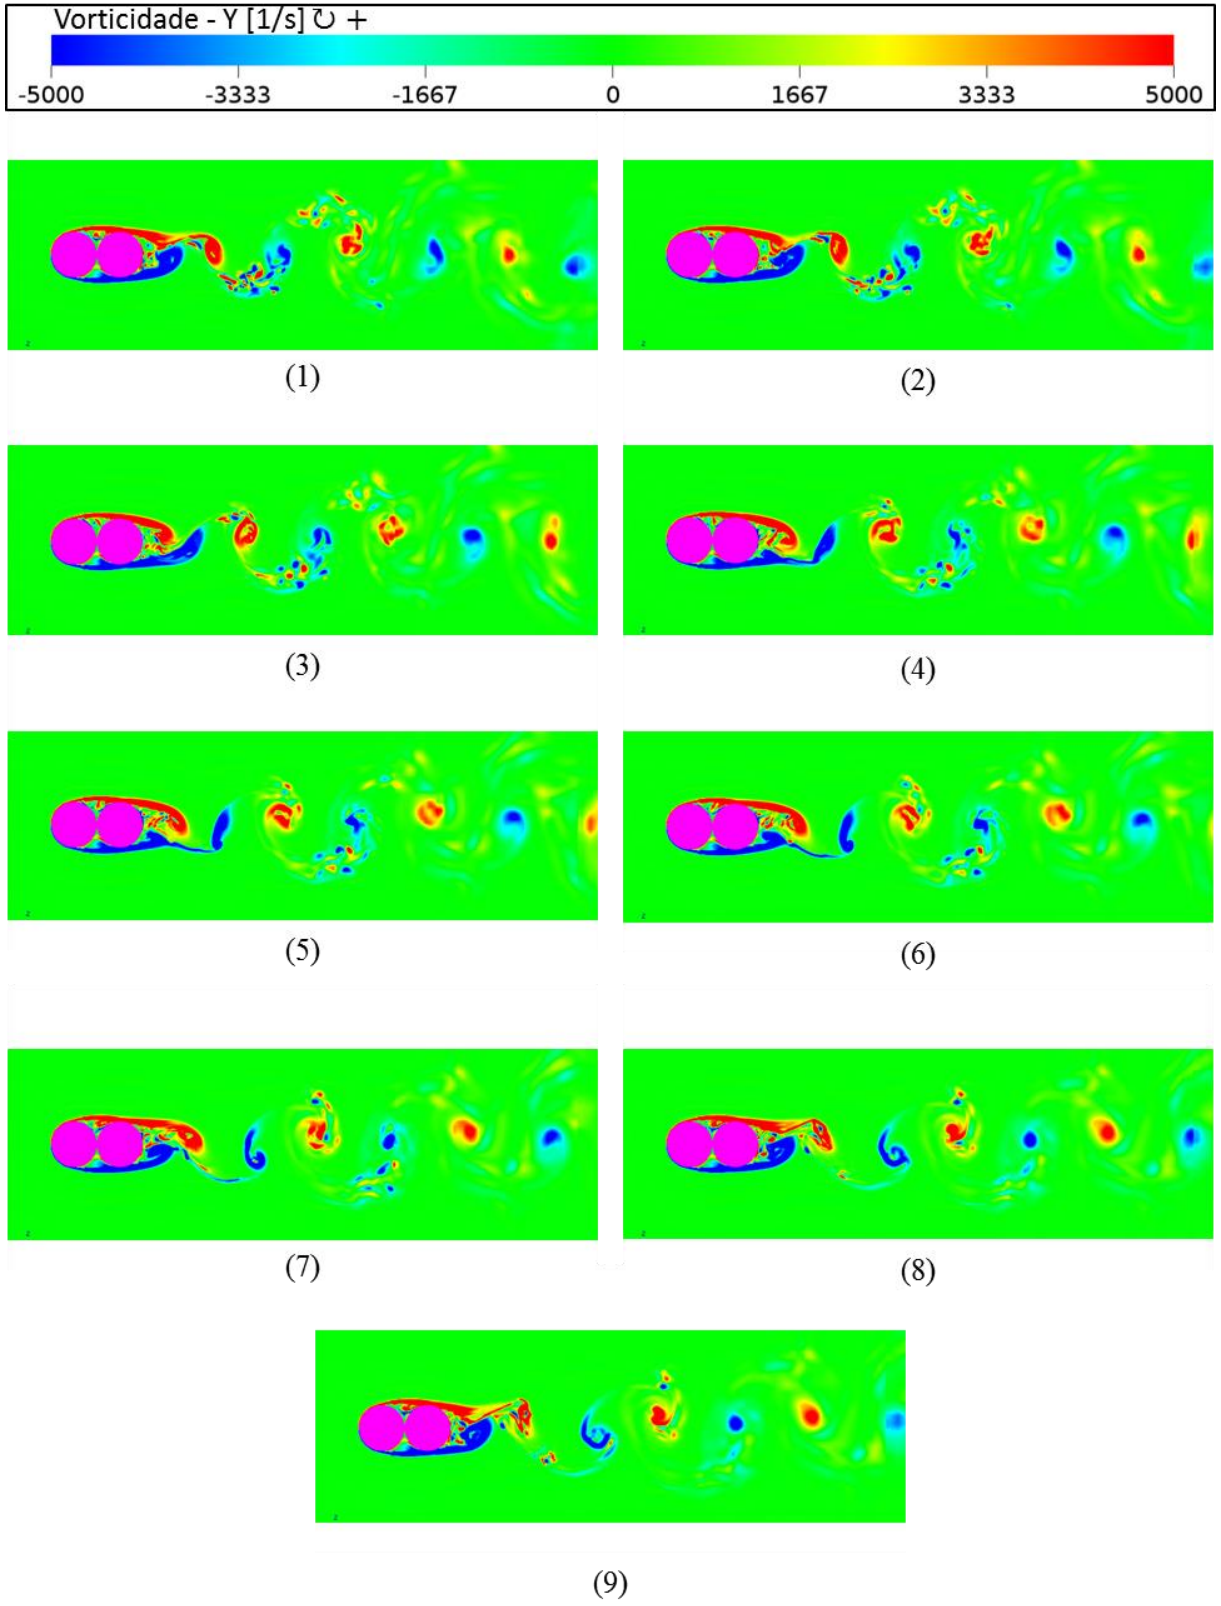 Vorticidade - Y [1/s] ↻ +
-5000 -3333 -1667 0 1667 3333 5000
(1) (2)
(3) (4)
(5) (6)
(7) (8)
(9)